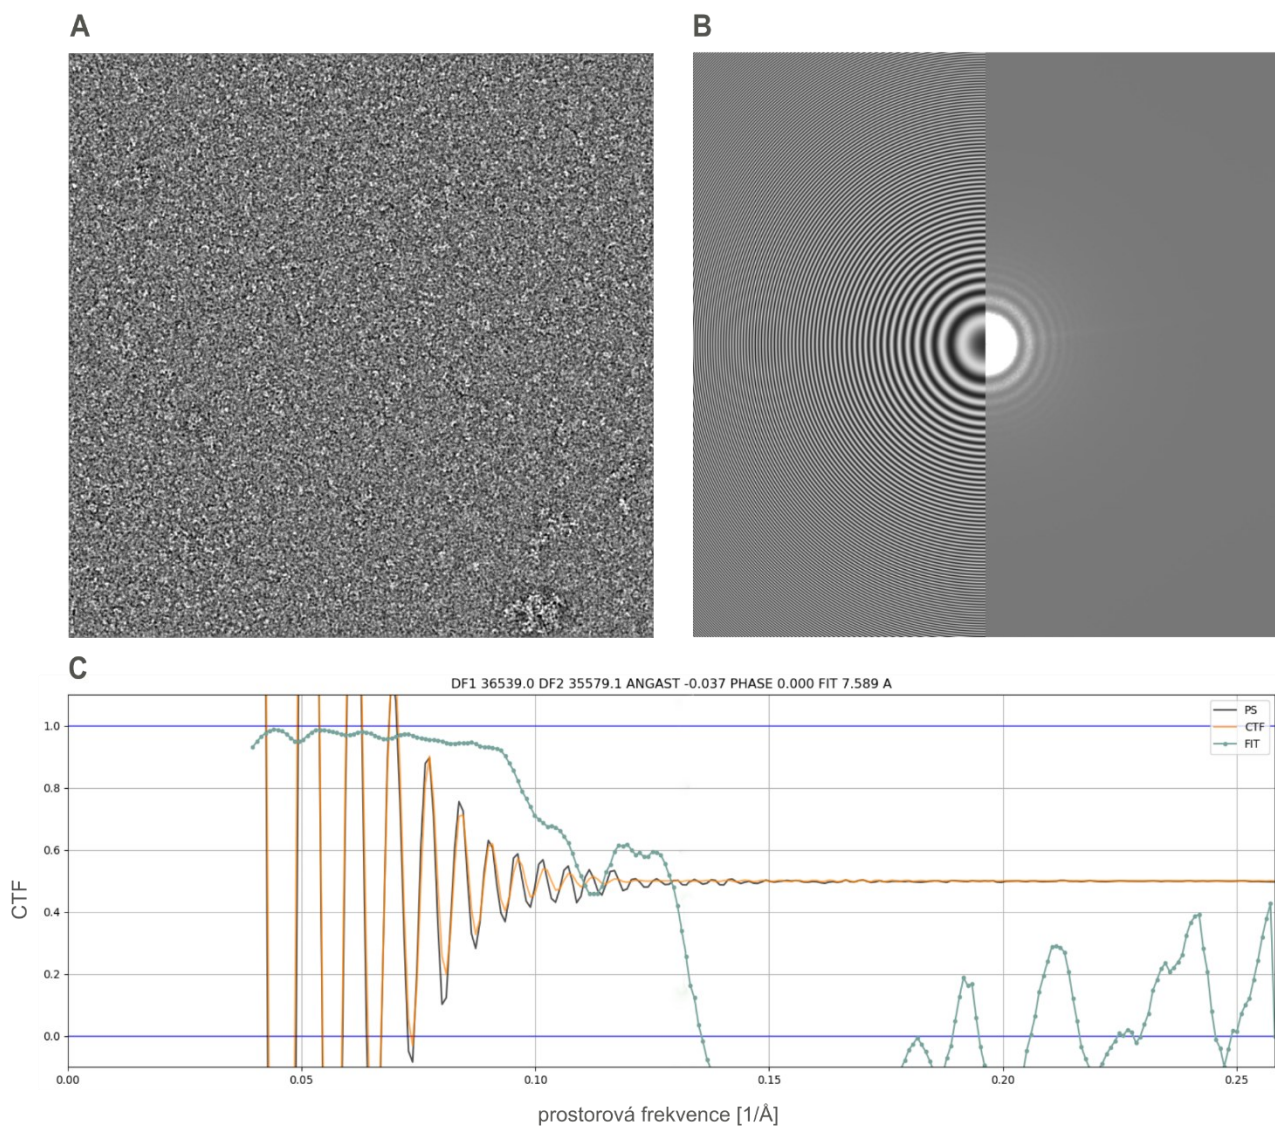 A
B
C
DF1 36539.0 DF2 35579.1 ANGAST -0.037 PHASE 0.000 FIT 7.589 A
PS
CTF
FIT
1.0
0.8
0.6
0.4
0.2
0.0
CTF
0.00 0.05 0.10 0.15 0.20 0.25
prostorová frekvence [1/Å]